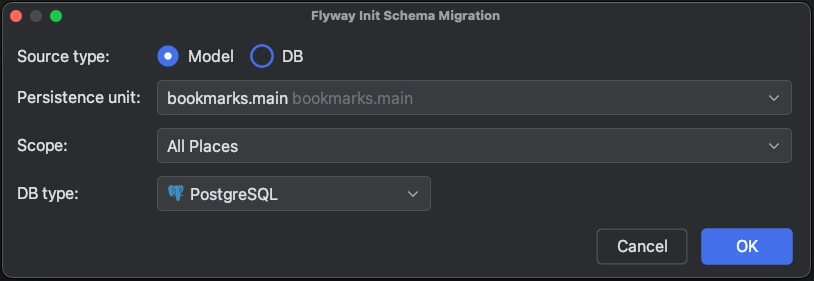 Flyway Init Schema Migration
Source type: Model DB
Persistence unit: bookmarks.main bookmarks.main
Scope: All Places
DB type: PostgreSQL
Cancel OK